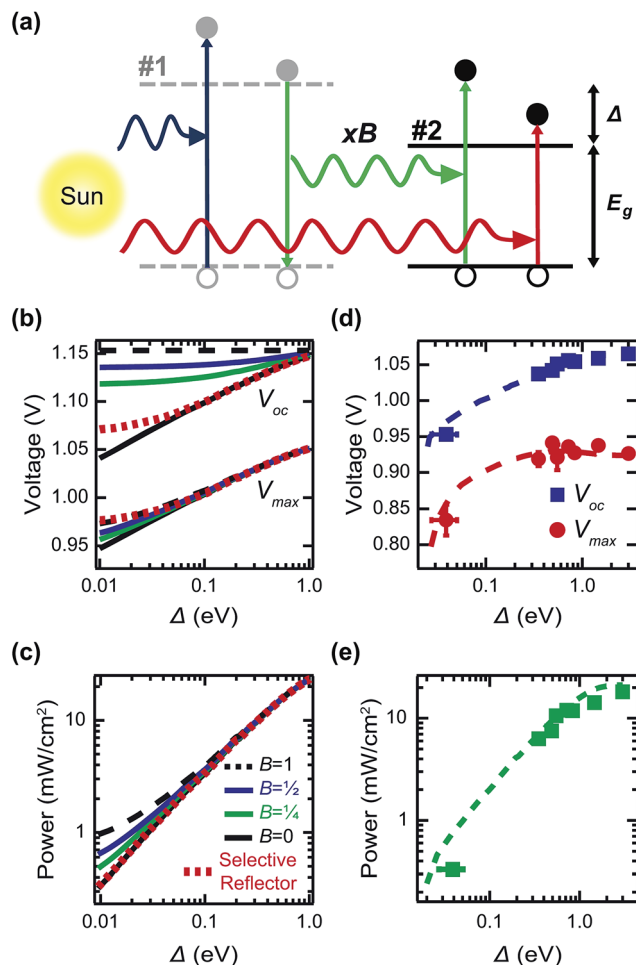 (a)
#1
xB
#2
Δ
Sun
E_g
(b)
1.15
1.10
1.05
1.00
0.95
Voltage (V)
V_oc
V_max
0.01
0.1
1.0
Δ (eV)
(d)
1.05
1.00
0.95
0.90
0.85
0.80
Voltage (V)
V_oc
V_max
0.1
1.0
Δ (eV)
(c)
10
1
Power (mW/cm²)
B=1
B=½
B=¼
B=0
Selective
Reflector
0.01
0.1
1.0
Δ (eV)
(e)
10
1
Power (mW/cm²)
0.1
1.0
Δ (eV)